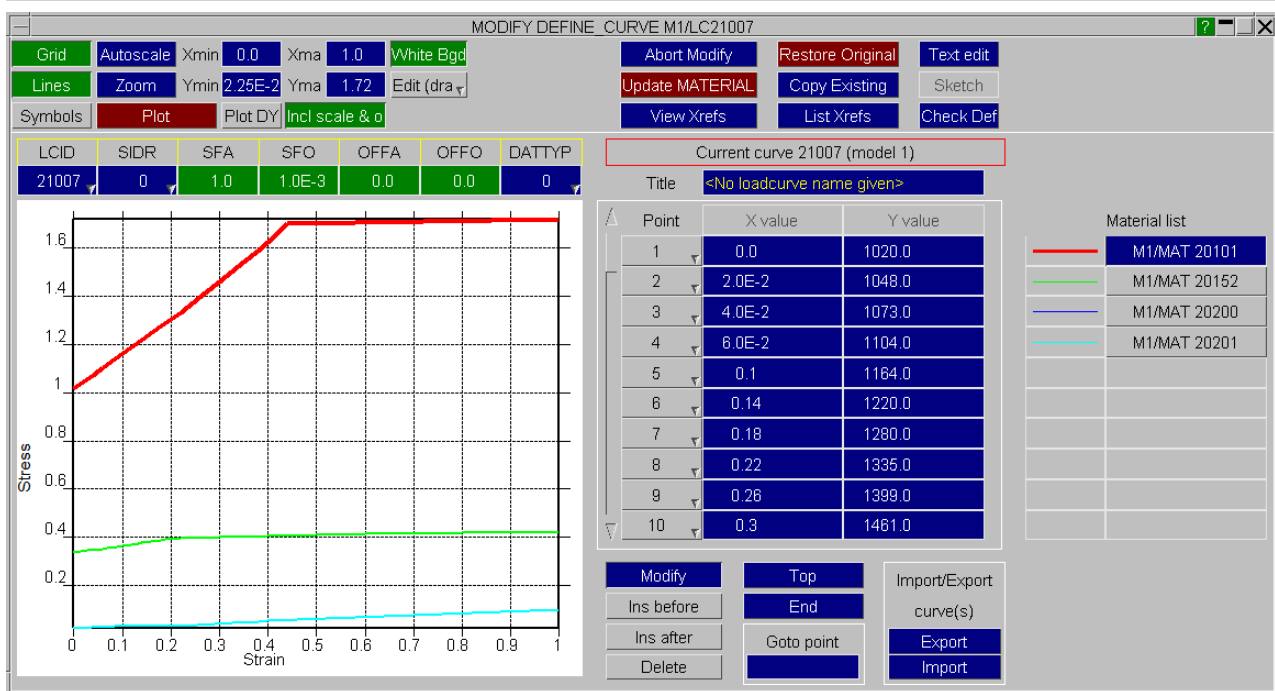 MODIFY DEFINE_CURVE M1/LC21007
?
X
Grid Autoscale Xmin 0.0 Xma 1.0 White Bgd Abort Modify Restore Original Text edit
Lines Zoom Ymin 2.25E-2 Yma 1.72 Edit (dra Update MATERIAL Copy Existing Sketch
Symbols Plot Plot DY Incl scale & o View Xrefs List Xrefs Check Def
LCID SIDR SFA SFO OFFA OFFO DATTYP
21007 0 1.0 1.0E-3 0.0 0.0 0
Current curve 21007 (model 1)
Title <No loadcurve name given>
Point X value Y value
1 0.0 1020.0
2 2.0E-2 1048.0
3 4.0E-2 1073.0
4 6.0E-2 1104.0
5 0.1 1164.0
6 0.14 1220.0
7 0.18 1280.0
8 0.22 1335.0
9 0.26 1399.0
10 0.3 1461.0
Material list
M1/MAT 20101
M1/MAT 20152
M1/MAT 20200
M1/MAT 20201
1.6
1.4
1.2
1
0.8
0.6
0.4
0.2
Stress
0 0.1 0.2 0.3 0.4 0.5 0.6 0.7 0.8 0.9 1
Strain
Modify
Ins before
Ins after
Delete
Top
End
Goto point
Import/Export
curve(s)
Export
Import